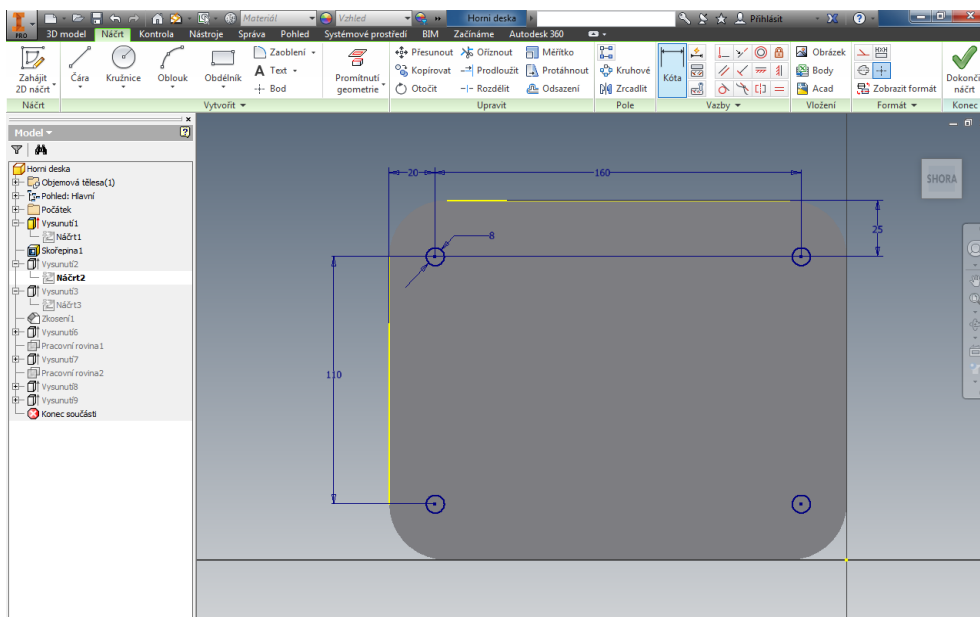 PRO
Materiál
Vzhled
Horni deska
Přihlásit
3D model Náčrt Kontrola Nástroje Správa Pohled Systémové prostředí BIM Začínáme Autodesk 360
Zahájit 2D náčrt
Čára
Kružnice
Oblouk
Obdélník
Zaoblení
Text
Bod
Promítnutí geometrie
Přesunout Oříznout Měřítko
Kopírovat Prodloužit Protáhnout
Otočit Rozdělit Odsazení
Kruhové
Zrcadlit
Kóta
Obrázek
Body
Acad
Zobrazit formát
Dokonči náčrt
Náčrt
Vytvořit
Upravit
Pole
Vazby
Vložení
Formát
Konec
Model
Horni deska
Objemová tělesa(1)
Pohled: Hlavní
Počátek
Vysunutí1
Náčrt1
Skořepina1
Vysunutí2
Náčrt2
Vysunutí3
Náčrt3
Zkosení1
Vysunutí6
Pracovní rovina1
Vysunutí7
Pracovní rovina2
Vysunutí8
Vysunutí9
Konec součásti
20
160
SHORA
25
8
110